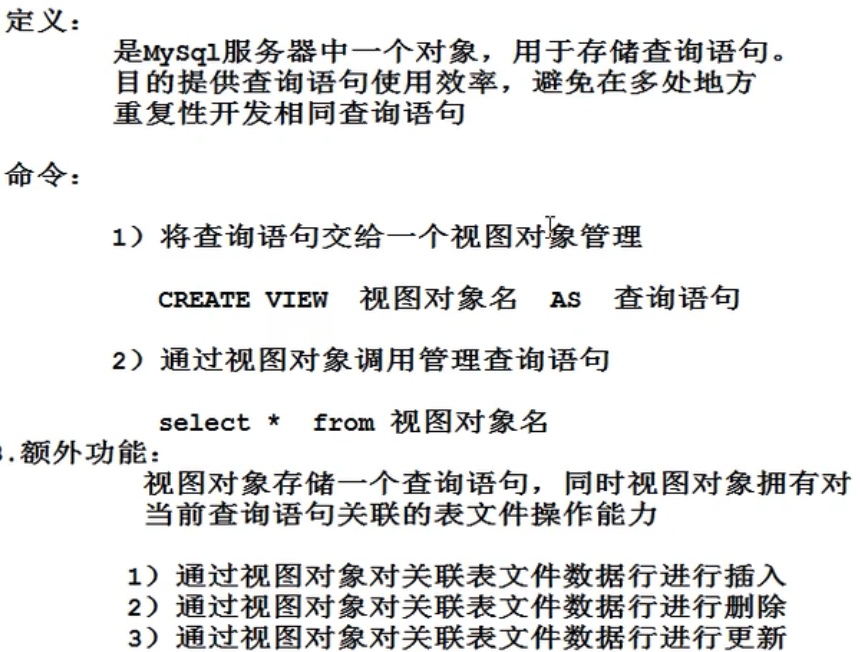 定义：
是MySql服务器中一个对象，用于存储查询语句。
目的提供查询语句使用效率，避免在多处地方
重复性开发相同查询语句
命令：
1）将查询语句交给一个视图对象管理
CREATE VIEW 视图对象名 AS 查询语句
2）通过视图对象调用管理查询语句
select * from 视图对象名
.额外功能：
视图对象存储一个查询语句，同时视图对象拥有对
当前查询语句关联的表文件操作能力
1）通过视图对象对关联表文件数据行进行插入
2）通过视图对象对关联表文件数据行进行删除
3）通过视图对象对关联表文件数据行进行更新